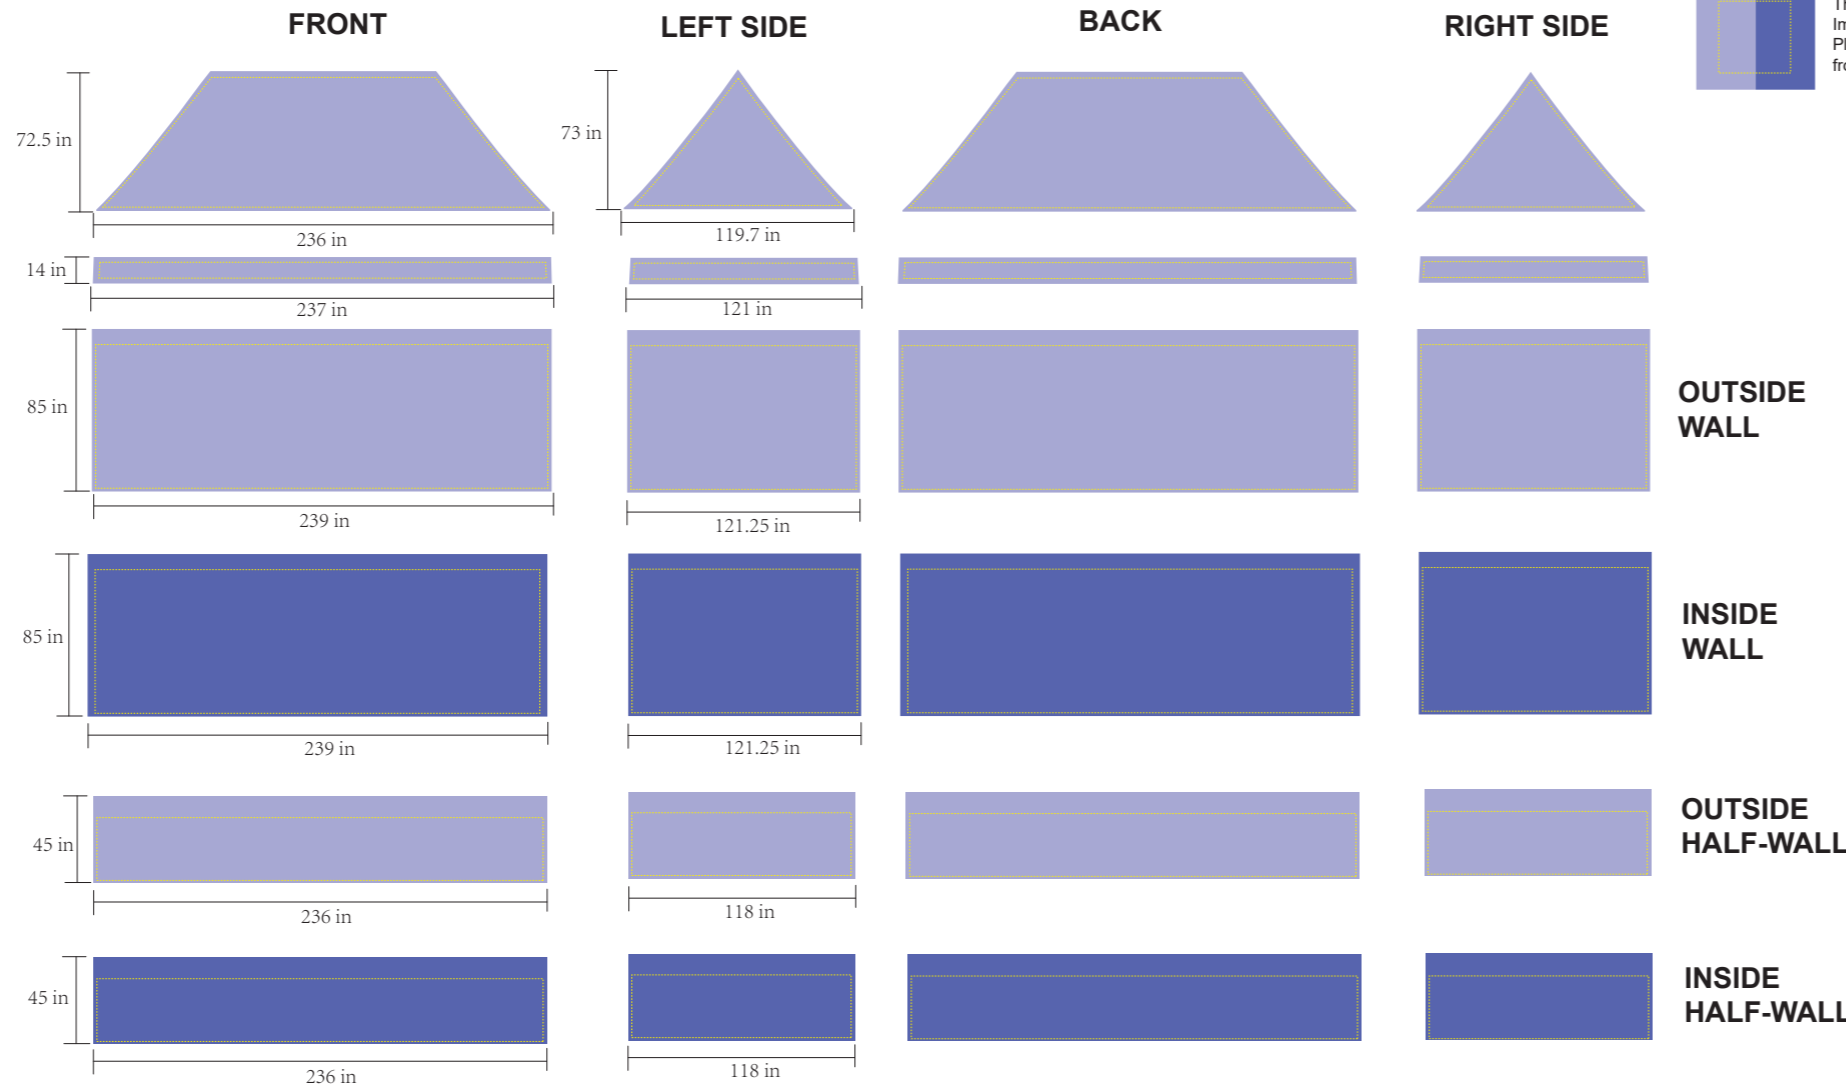 FRONT
LEFT SIDE
BACK
RIGHT SIDE
72.5 in
73 in
236 in
119.7 in
14 in
237 in
121 in
85 in
OUTSIDE
WALL
239 in
121.25 in
85 in
INSIDE
WALL
239 in
121.25 in
45 in
OUTSIDE
HALF-WALL
236 in
118 in
45 in
INSIDE
HALF-WALL
236 in
118 in